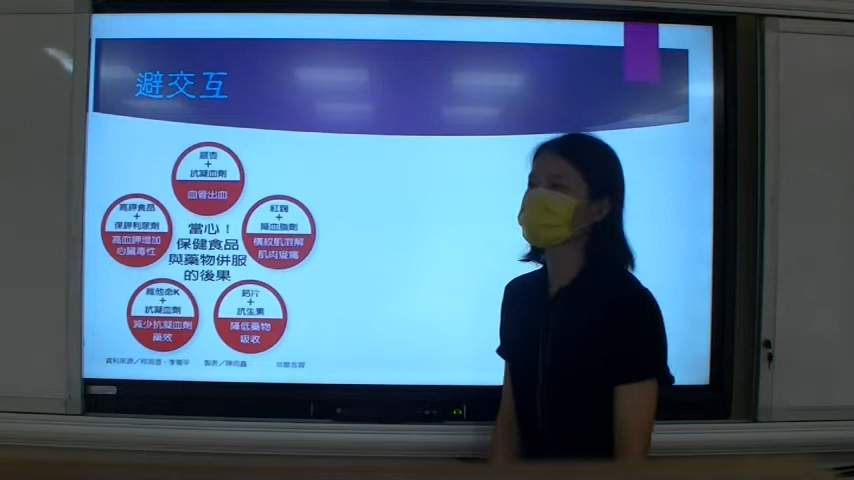 避交互
銀杏
+
抗凝血劑
血管出血
高鉀食品
+
保鉀利尿劑
高血鉀增加
心臟毒性
紅麴
+
降血脂劑
橫紋肌溶解
肌肉痠痛
當心！
保健食品
與藥物併服
的後果
維他命K
+
抗凝血劑
減少抗凝血劑
藥效
鈣片
+
抗生素
降低藥物
吸收
資料來源／
製表／陳雨鑫